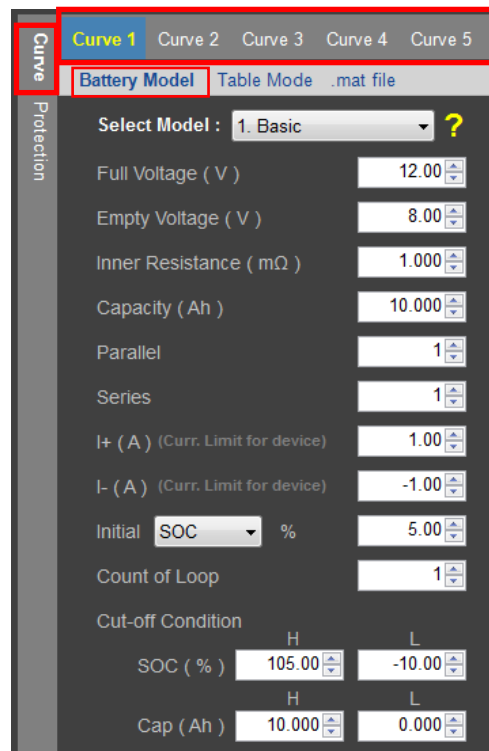 Curve
Protection
Curve 1 Curve 2 Curve 3 Curve 4 Curve 5
Battery Model Table Mode .mat file
Select Model : 1. Basic ?
Full Voltage ( V ) 12.00
Empty Voltage ( V ) 8.00
Inner Resistance ( mΩ ) 1.000
Capacity ( Ah ) 10.000
Parallel 1
Series 1
I+ ( A ) (Curr. Limit for device) 1.00
I- ( A ) (Curr. Limit for device) -1.00
Initial SOC % 5.00
Count of Loop 1
Cut-off Condition
H L
SOC ( % ) 105.00 -10.00
H L
Cap ( Ah ) 10.000 0.000